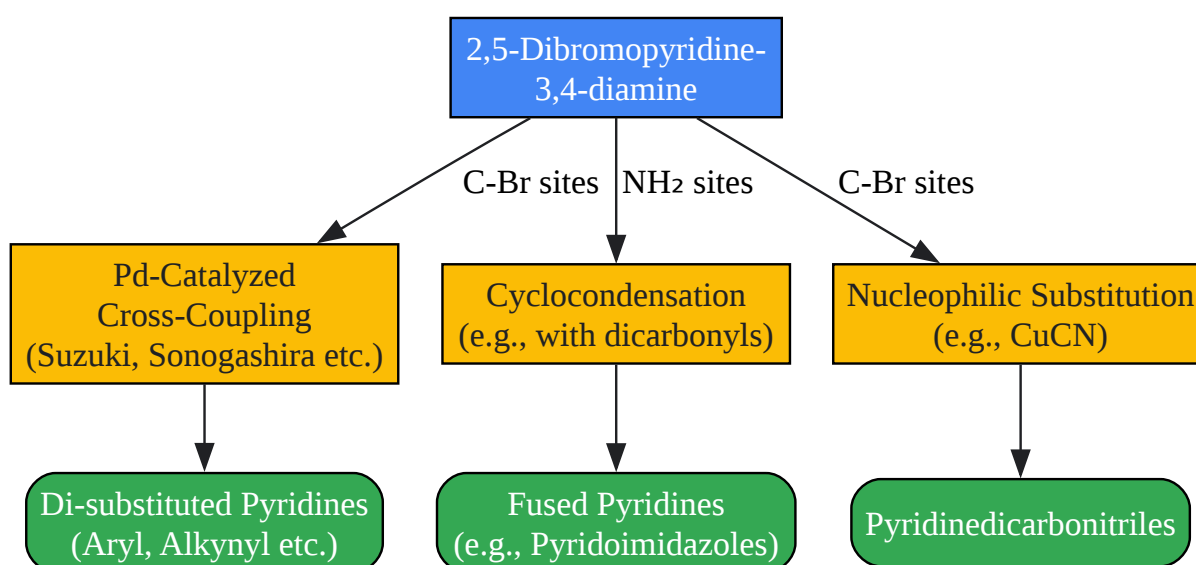 2,5-Dibromopyridine-
3,4-diamine
C-Br sites
NH₂ sites
C-Br sites
Pd-Catalyzed
Cross-Coupling
(Suzuki, Sonogashira etc.)
Cyclocondensation
(e.g., with dicarbonyls)
Nucleophilic Substitution
(e.g., CuCN)
Di-substituted Pyridines
(Aryl, Alkynyl etc.)
Fused Pyridines
(e.g., Pyridoimidazoles)
Pyridinedicarbonitriles